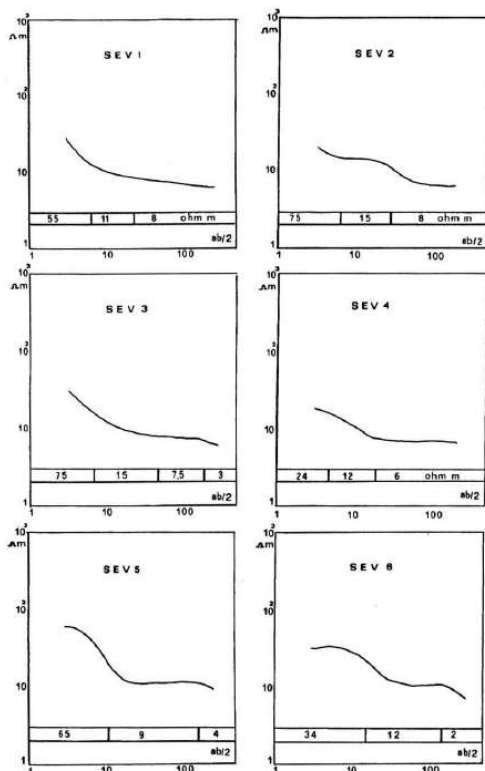 10³
Ωm
SEV 1
10²
10
55 11 8 ohm m
ab/2
1
1 10 100
10³
Ωm
SEV 2
10²
10
75 15 8 ohm m
ab/2
1
1 10 100
10³
Ωm
SEV 3
10²
10
75 15 7,5 3
ab/2
1
1 10 100
10³
Ωm
SEV 4
10²
10
24 12 6 ohm m
ab/2
1
1 10 100
10³
Ωm
SEV 5
10²
10
65 9 4
ab/2
1
1 10 100
10³
Ωm
SEV 6
10²
10
34 12 2
ab/2
1
1 10 100